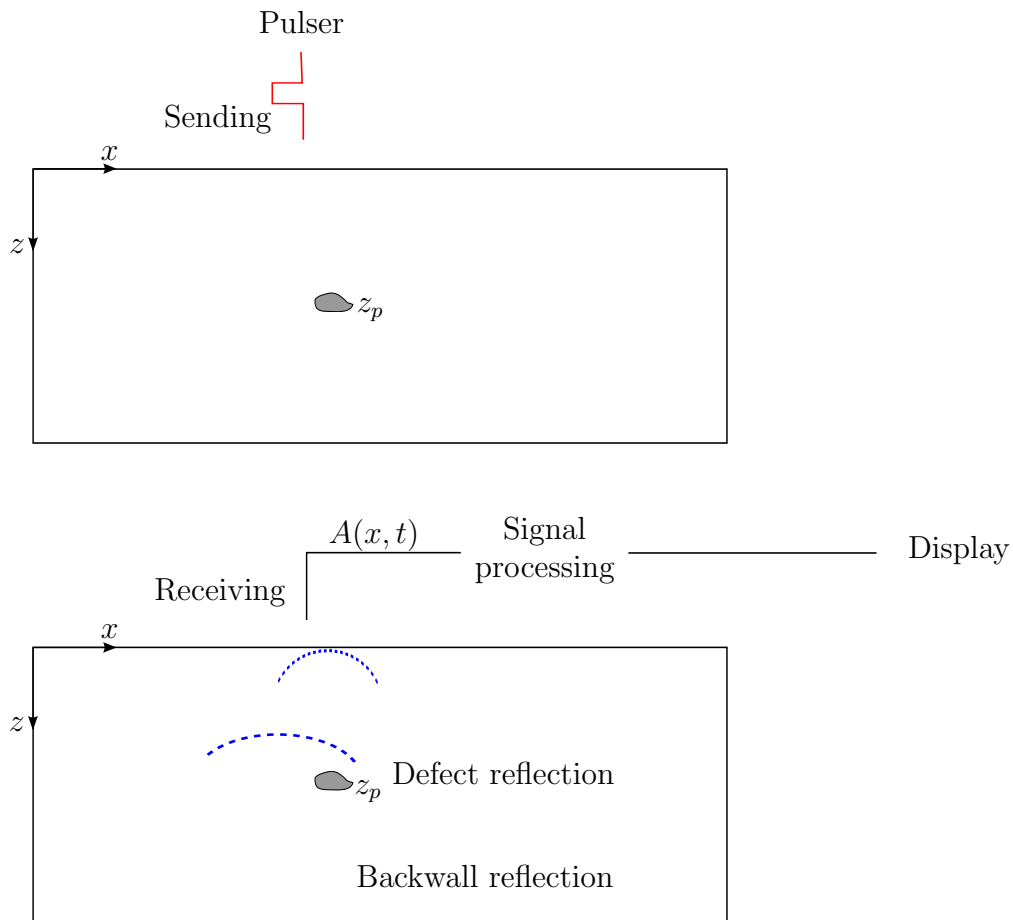 Pulser
Sending
x
z
z_p
A(x, t)
Signal
processing
Display
Receiving
x
z
z_p
Defect reflection
Backwall reflection